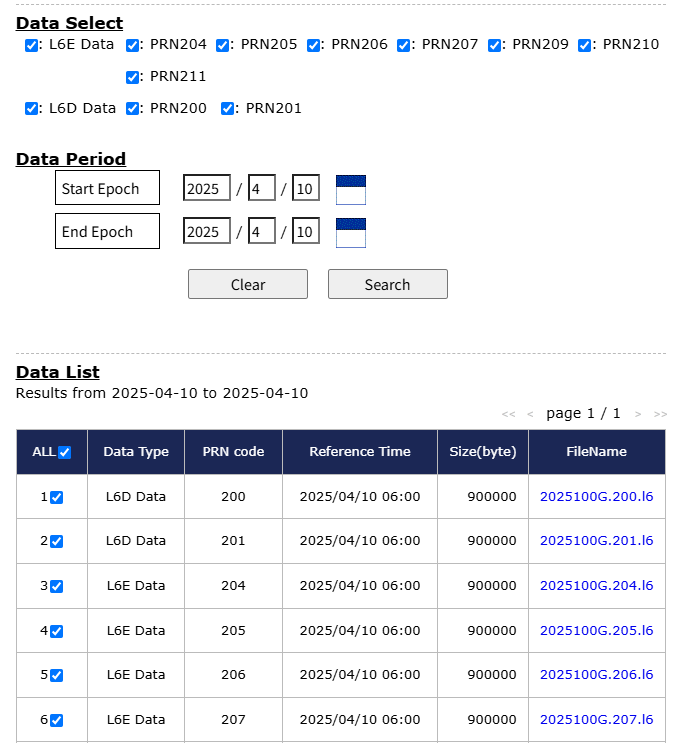 Data Select
: L6E Data : PRN204 : PRN205 : PRN206 : PRN207 : PRN209 : PRN210
: PRN211
: L6D Data : PRN200 : PRN201
Data Period
Start Epoch 2025 / 4 / 10
End Epoch 2025 / 4 / 10
Clear Search
Data List
Results from 2025-04-10 to 2025-04-10
<< < page 1 / 1 > >>
ALL Data Type PRN code Reference Time Size(byte) FileName
1 L6D Data 200 2025/04/10 06:00 900000 2025100G.200.l6
2 L6D Data 201 2025/04/10 06:00 900000 2025100G.201.l6
3 L6E Data 204 2025/04/10 06:00 900000 2025100G.204.l6
4 L6E Data 205 2025/04/10 06:00 900000 2025100G.205.l6
5 L6E Data 206 2025/04/10 06:00 900000 2025100G.206.l6
6 L6E Data 207 2025/04/10 06:00 900000 2025100G.207.l6